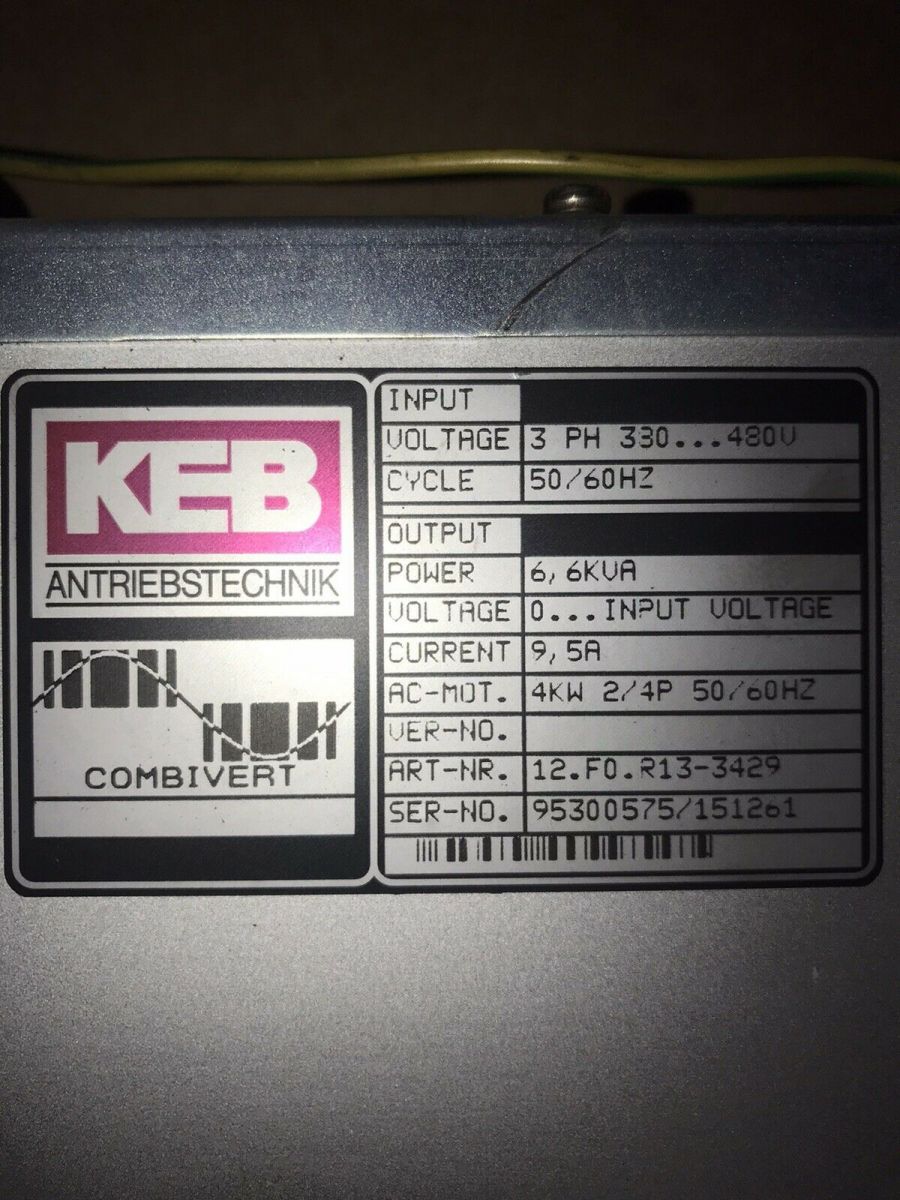 KEB
ANTRIEBSTECHNIK
COMBIVERT
INPUT
VOLTAGE 3 PH 330...480V
CYCLE 50/60HZ
OUTPUT
POWER 6,6KVA
VOLTAGE 0...INPUT VOLTAGE
CURRENT 9,5A
AC-MOT. 4KW 2/4P 50/60HZ
VER-NO.
ART-NR. 12.F0.R13-3429
SER-NO. 95300575/151261